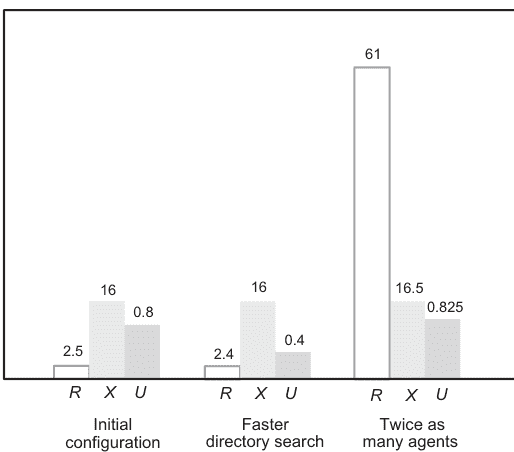 61
16
16
16.5
0.8
0.825
2.5
2.4
0.4
R X U
R X U
R X U
Initial
configuration
Faster
directory search
Twice as
many agents